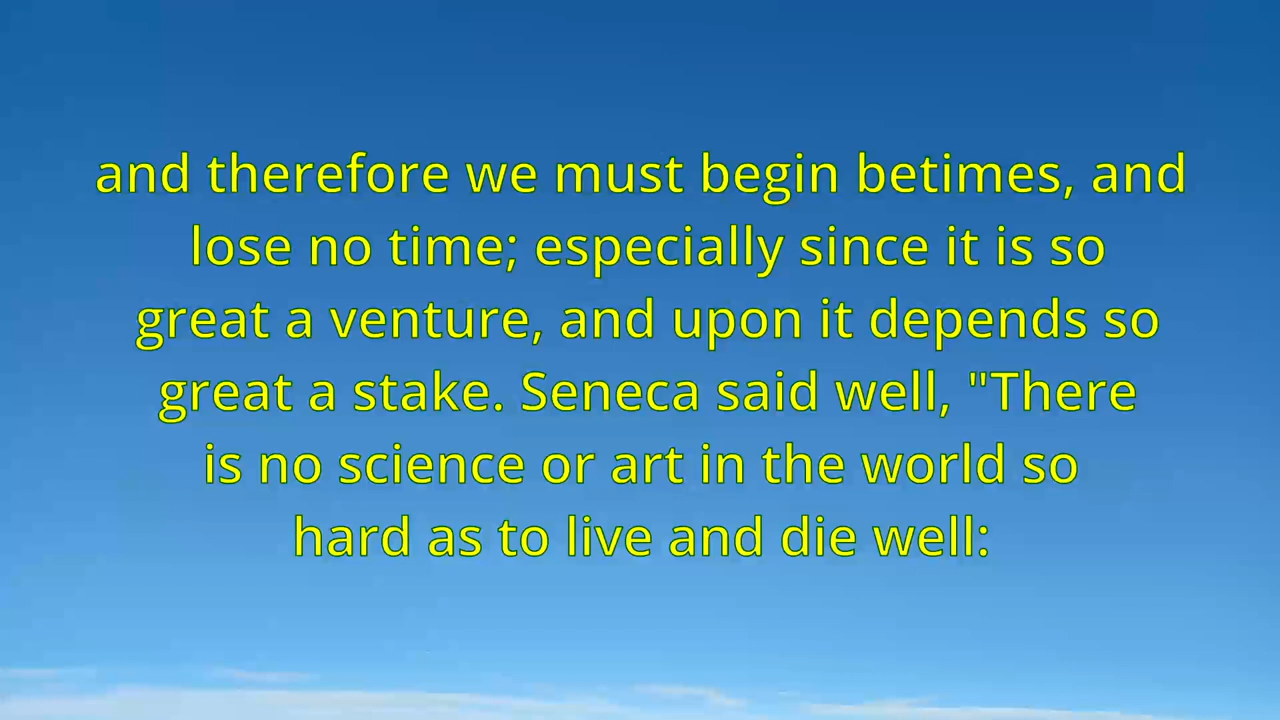 and therefore we must begin betimes, and
lose no time; especially since it is so
great a venture, and upon it depends so
great a stake. Seneca said well, "There
is no science or art in the world so
hard as to live and die well: